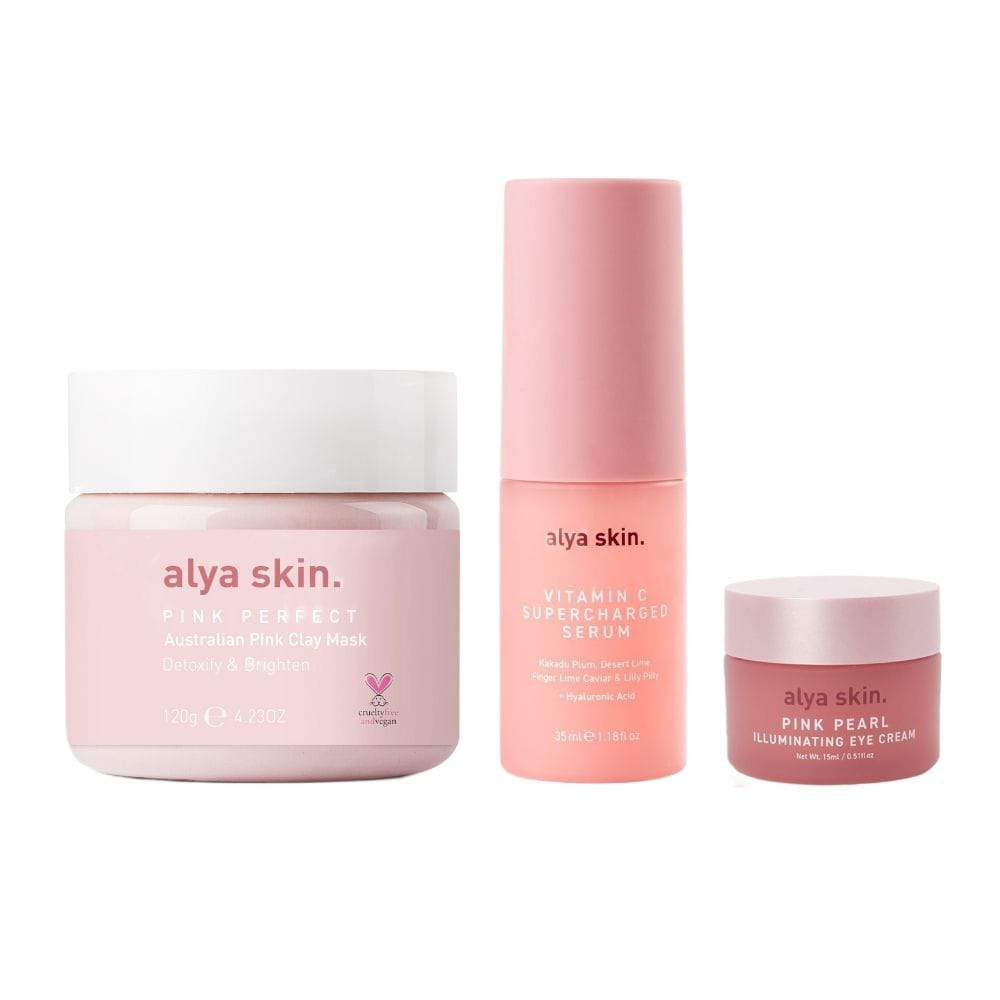 alya skin.
PINK PERFECT
Australian Pink Clay Mask
Detoxify & Brighten
crueltyfree
andvegan
120g ℮ 4.23OZ
alya skin.
VITAMIN C
SUPERCHARGED
SERUM
Kakadu Plum, Desert Lime
Finger Lime Caviar & Lilly Pilly
+ Hyaluronic Acid
35ml ℮ 1.18fl oz
alya skin.
PINK PEARL
ILLUMINATING EYE CREAM
Net Wt. 15ml / 0.51fl oz